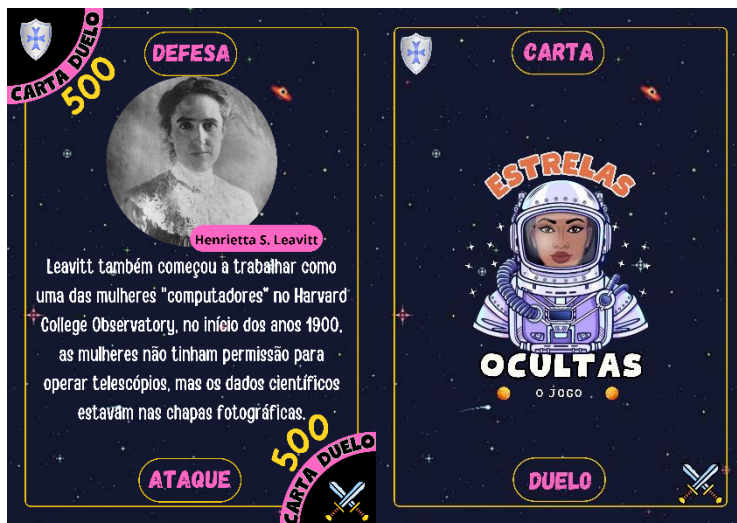 CARTA DUELO
500
DEFESA
Henrietta S. Leavitt
Leavitt também começou a trabalhar como
uma das mulheres "computadores" no Harvard
College Observatory, no início dos anos 1900,
as mulheres não tinham permissão para
operar telescópios, mas os dados científicos
estavam nas chapas fotográficas.
500
CARTA DUELO
ATAQUE
CARTA
ESTRELAS
OCULTAS
O JOGO
DUELO